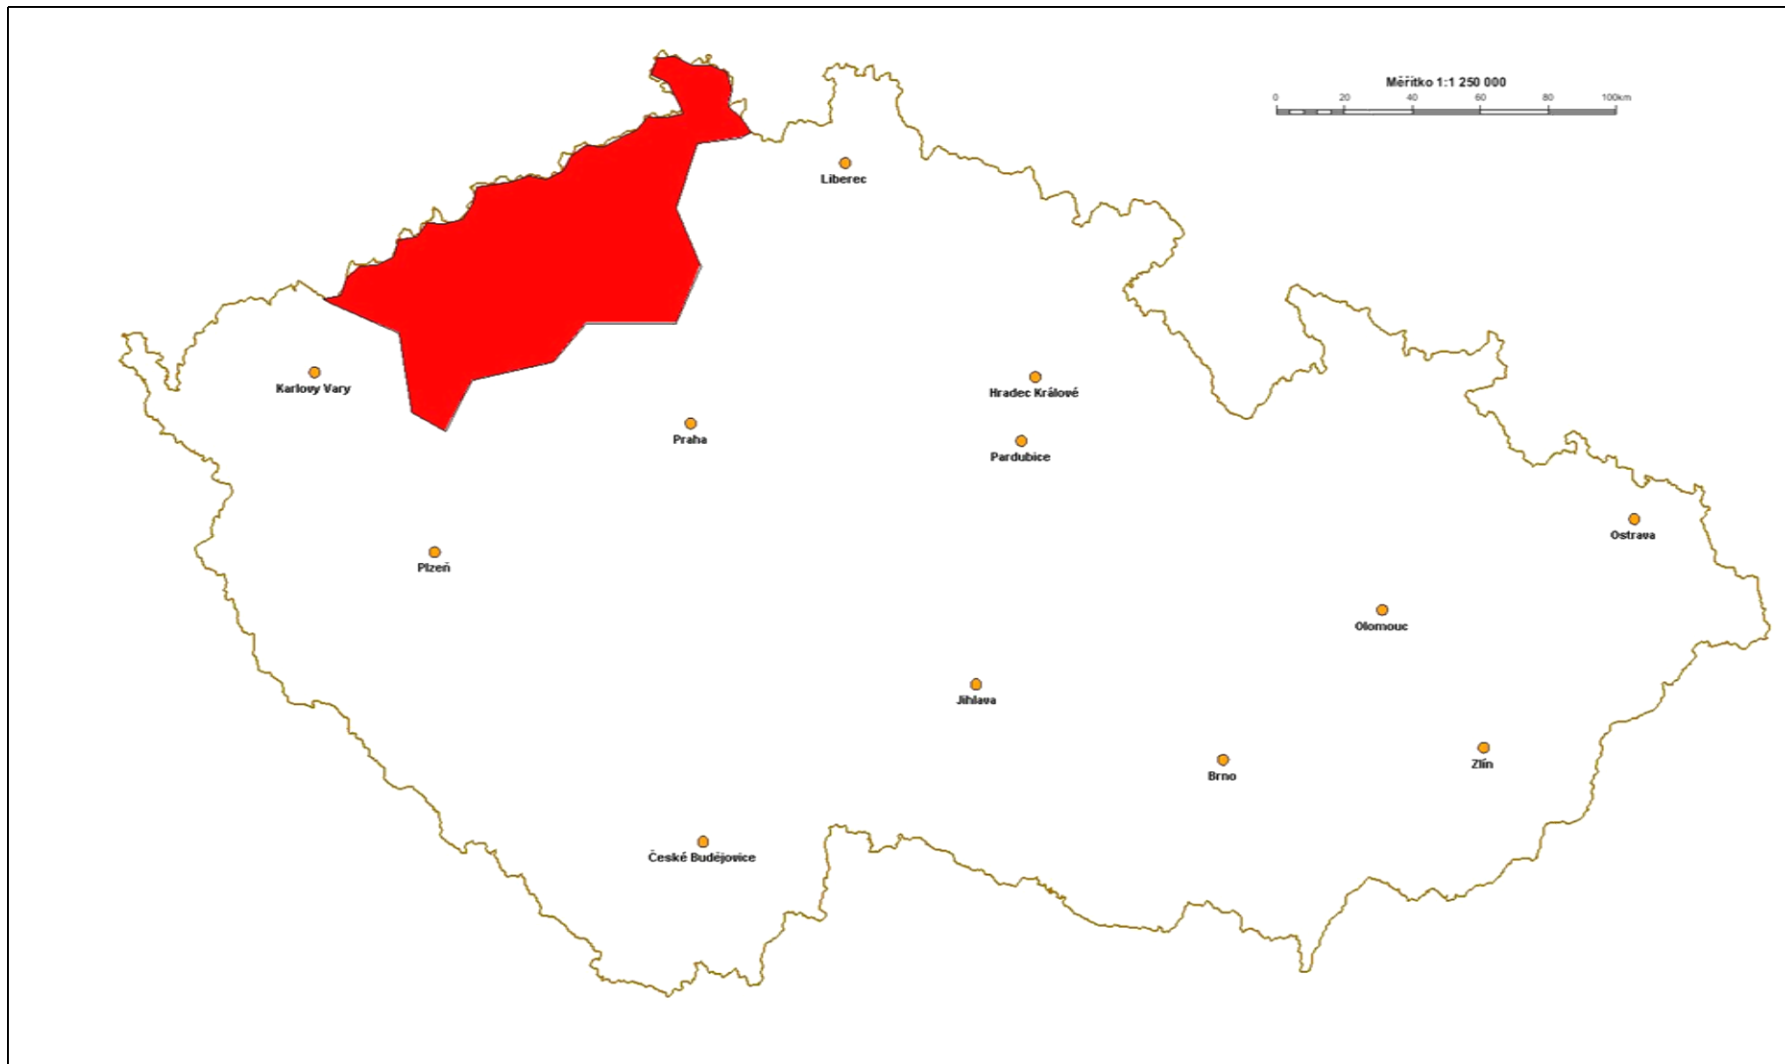 Měřítko 1:1 250 000
0 20 40 60 80 100km
Liberec
Karlovy Vary
Hradec Králové
Praha
Pardubice
Ostrava
Plzeň
Olomouc
Jihlava
Zlín
Brno
České Budějovice